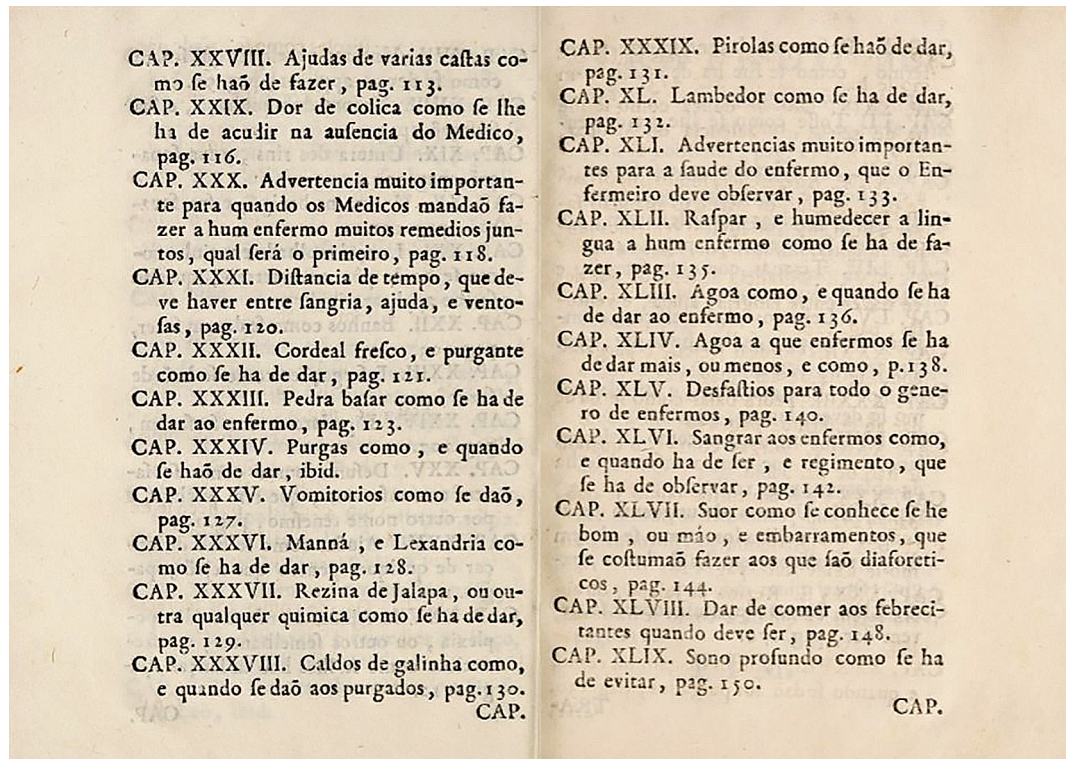 CAP. XXVIII. Ajudas de varias caſtas co-
mo ſe haõ de fazer, pag. 113.
CAP. XXIX. Dor de colica como ſe lhe
ha de acudir na auſencia do Medico,
pag. 116.
CAP. XXX. Advertencia muito importan-
te para quando os Medicos mandaõ fa-
zer a hum enfermo muitos remedios jun-
tos, qual ſerá o primeiro, pag. 118.
CAP. XXXI. Diſtancia de tempo, que de-
ve haver entre ſangria, ajuda, e vento-
ſas, pag. 120.
CAP. XXXII. Cordeal freſco, e purgante
como ſe ha de dar, pag. 121.
CAP. XXXIII. Pedra baſar como ſe ha de
dar ao enfermo, pag. 123.
CAP. XXXIV. Purgas como, e quando
ſe haõ de dar, ibid.
CAP. XXXV. Vomitorios como ſe daõ,
pag. 127.
CAP. XXXVI. Manná, e Lexandria co-
mo ſe ha de dar, pag. 128.
CAP. XXXVII. Rezina de Jalapa, ou ou-
tra qualquer quimica como ſe ha de dar,
pag. 129.
CAP. XXXVIII. Caldos de galinha como,
e quando ſe daõ aos purgados, pag. 130.
CAP.
CAP. XXXIX. Pirolas como ſe haõ de dar,
pag. 131.
CAP. XL. Lambedor como ſe ha de dar,
pag. 132.
CAP. XLI. Advertencias muito importan-
tes para a ſaude do enfermo, que o En-
fermeiro deve obſervar, pag. 133.
CAP. XLII. Raſpar, e humedecer a lin-
gua a hum enfermo como ſe ha de fa-
zer, pag. 135.
CAP. XLIII. Agoa como, e quando ſe ha
de dar ao enfermo, pag. 136.
CAP. XLIV. Agoa a que enfermos ſe ha
de dar mais, ou menos, e como, p. 138.
CAP. XLV. Desfaſtios para todo o gene-
ro de enfermos, pag. 140.
CAP. XLVI. Sangrar aos enfermos como,
e quando ha de ſer, e regimento, que
ſe ha de obſervar, pag. 142.
CAP. XLVII. Suor como ſe conhece ſe he
bom, ou máo, e embarramentos, que
ſe coſtumaõ fazer aos que ſaõ diaforeti-
cos, pag. 144.
CAP. XLVIII. Dar de comer aos febreci-
tantes quando deve ſer, pag. 148.
CAP. XLIX. Sono profundo como ſe ha
de evitar, pag. 150.
CAP.